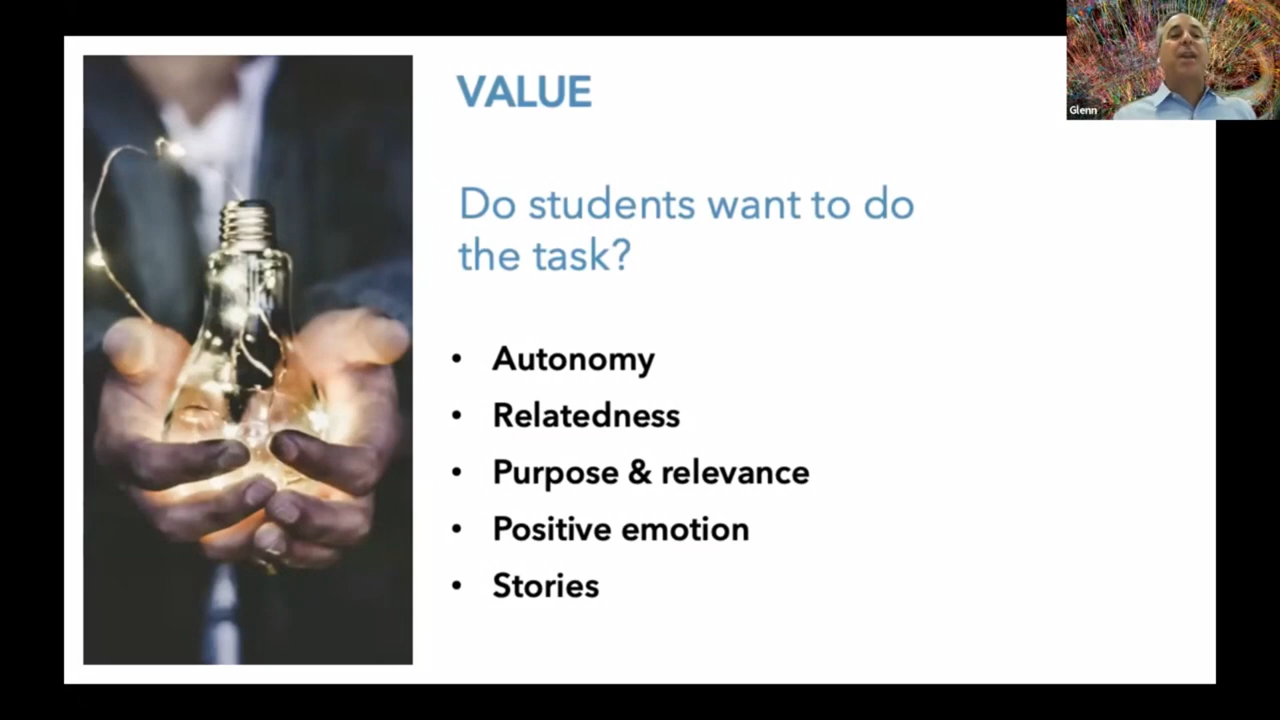 VALUE
Do students want to do
the task?
• Autonomy
• Relatedness
• Purpose & relevance
• Positive emotion
• Stories
Glenn